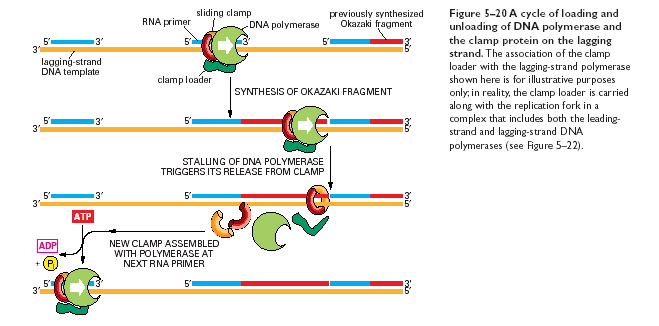 sliding clamp
RNA primer
DNA polymerase
previously synthesized
Okazaki fragment
5′ 3′ 5′ 3′
3′ 5′
lagging-strand
DNA template
clamp loader
SYNTHESIS OF OKAZAKI FRAGMENT
5′ 3′ 5′ 3′
3′ 5′
STALLING OF DNA POLYMERASE
TRIGGERS ITS RELEASE FROM CLAMP
5′ 3′ 5′ 3′
3′ 5′
ATP
ADP
+ Pi
NEW CLAMP ASSEMBLED
WITH POLYMERASE AT
NEXT RNA PRIMER
5′ 3′ 5′ 3′
3′ 5′
Figure 5–20 A cycle of loading and
unloading of DNA polymerase and
the clamp protein on the lagging
strand. The association of the clamp
loader with the lagging-strand polymerase
shown here is for illustrative purposes
only; in reality, the clamp loader is carried
along with the replication fork in a
complex that includes both the leading-
strand and lagging-strand DNA
polymerases (see Figure 5–22).